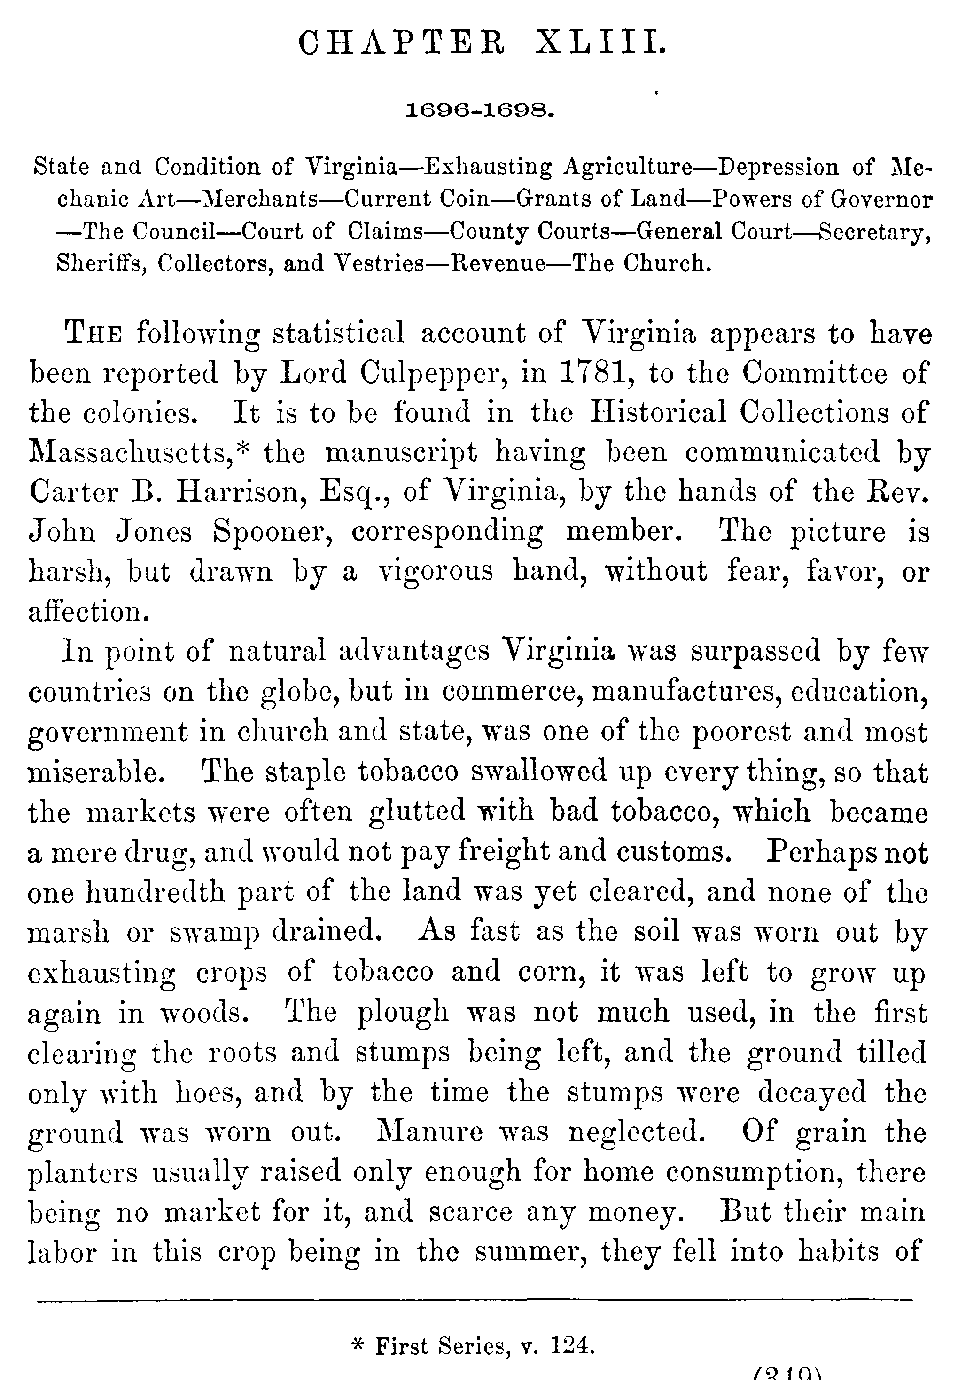 CHAPTER XLIII.
1696-1698.
State and Condition of Virginia—Exhausting Agriculture—Depression of Me-
chanic Art—Merchants—Current Coin—Grants of Land—Powers of Governor
—The Council—Court of Claims—County Courts—General Court—Secretary,
Sheriffs, Collectors, and Vestries—Revenue—The Church.
THE following statistical account of Virginia appears to have
been reported by Lord Culpepper, in 1781, to the Committee of
the colonies. It is to be found in the Historical Collections of
Massachusetts,* the manuscript having been communicated by
Carter B. Harrison, Esq., of Virginia, by the hands of the Rev.
John Jones Spooner, corresponding member. The picture is
harsh, but drawn by a vigorous hand, without fear, favor, or
affection.
In point of natural advantages Virginia was surpassed by few
countries on the globe, but in commerce, manufactures, education,
government in church and state, was one of the poorest and most
miserable. The staple tobacco swallowed up every thing, so that
the markets were often glutted with bad tobacco, which became
a mere drug, and would not pay freight and customs. Perhaps not
one hundredth part of the land was yet cleared, and none of the
marsh or swamp drained. As fast as the soil was worn out by
exhausting crops of tobacco and corn, it was left to grow up
again in woods. The plough was not much used, in the first
clearing the roots and stumps being left, and the ground tilled
only with hoes, and by the time the stumps were decayed the
ground was worn out. Manure was neglected. Of grain the
planters usually raised only enough for home consumption, there
being no market for it, and scarce any money. But their main
labor in this crop being in the summer, they fell into habits of
* First Series, v. 124.